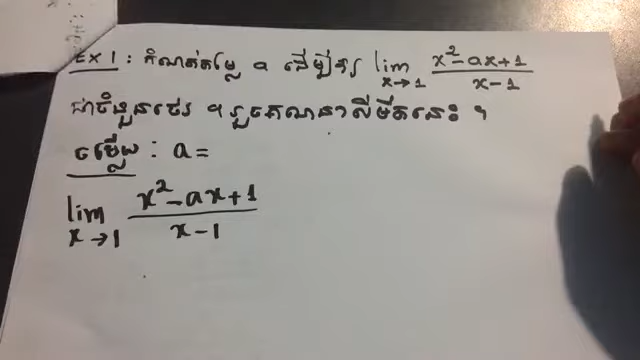 EX 1 : កំណត់តម្លៃ a ដើម្បីឲ្យ lim x→1 x²-ax+1 / x-1
ជាចំនួនថេរ ។ រួចគណនាលីមីតនេះ ។
ចម្លើយ : a =
lim x→1 x²-ax+1 / x-1